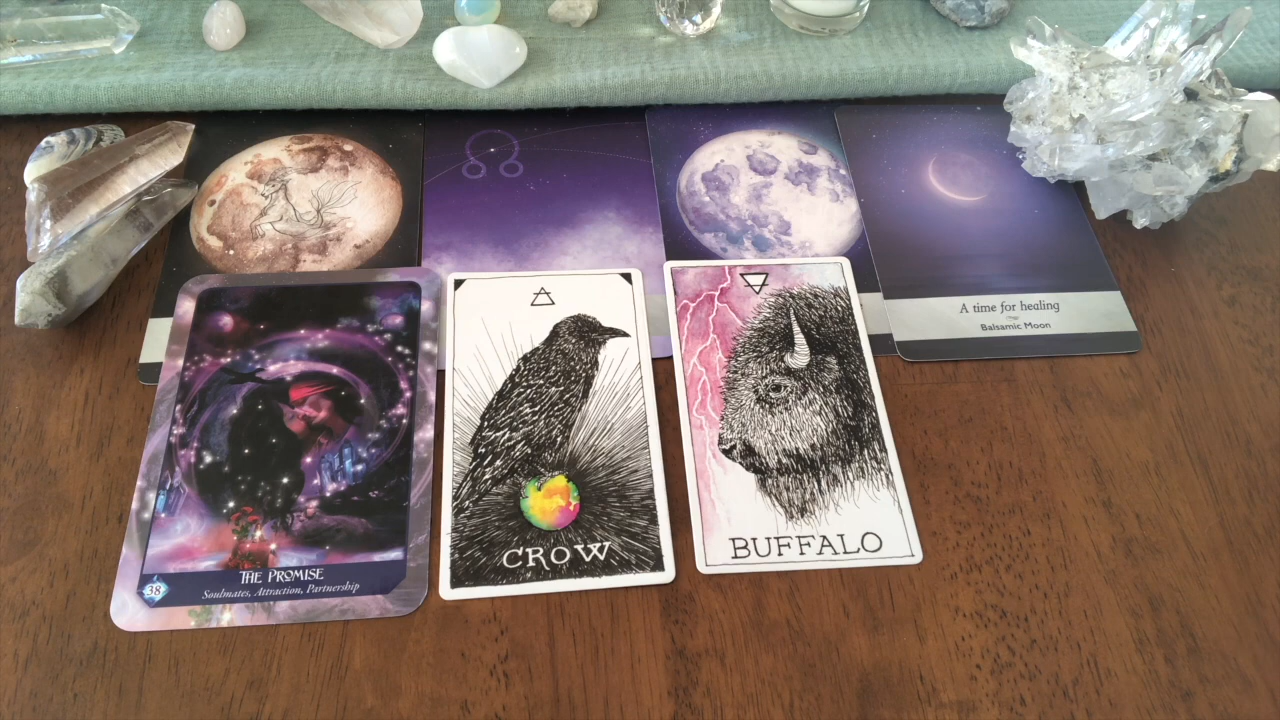 A time for healing
Balsamic Moon
THE PROMISE
38
Soulmates, Attraction, Partnership
CROW
BUFFALO